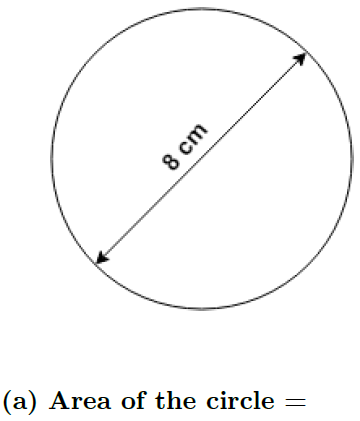 8 cm
(a) Area of the circle =